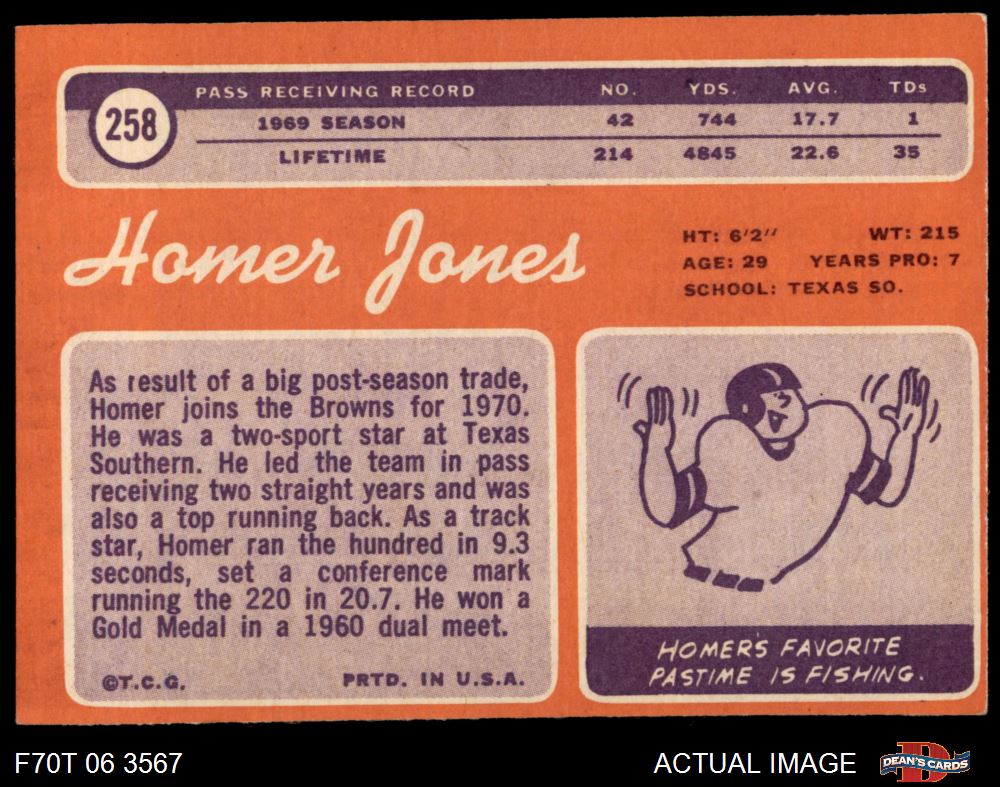 258
PASS RECEIVING RECORD NO. YDS. AVG. TDs
1969 SEASON 42 744 17.7 1
LIFETIME 214 4845 22.6 35
Homer Jones
HT: 6'2" WT: 215
AGE: 29 YEARS PRO: 7
SCHOOL: TEXAS SO.
As result of a big post-season trade,
Homer joins the Browns for 1970.
He was a two-sport star at Texas
Southern. He led the team in pass
receiving two straight years and was
also a top running back. As a track
star, Homer ran the hundred in 9.3
seconds, set a conference mark
running the 220 in 20.7. He won a
Gold Medal in a 1960 dual meet.
©T.C.G. PRTD. IN U.S.A.
HOMER'S FAVORITE
PASTIME IS FISHING.
F70T 06 3567 ACTUAL IMAGE
D
DEAN'S CARDS